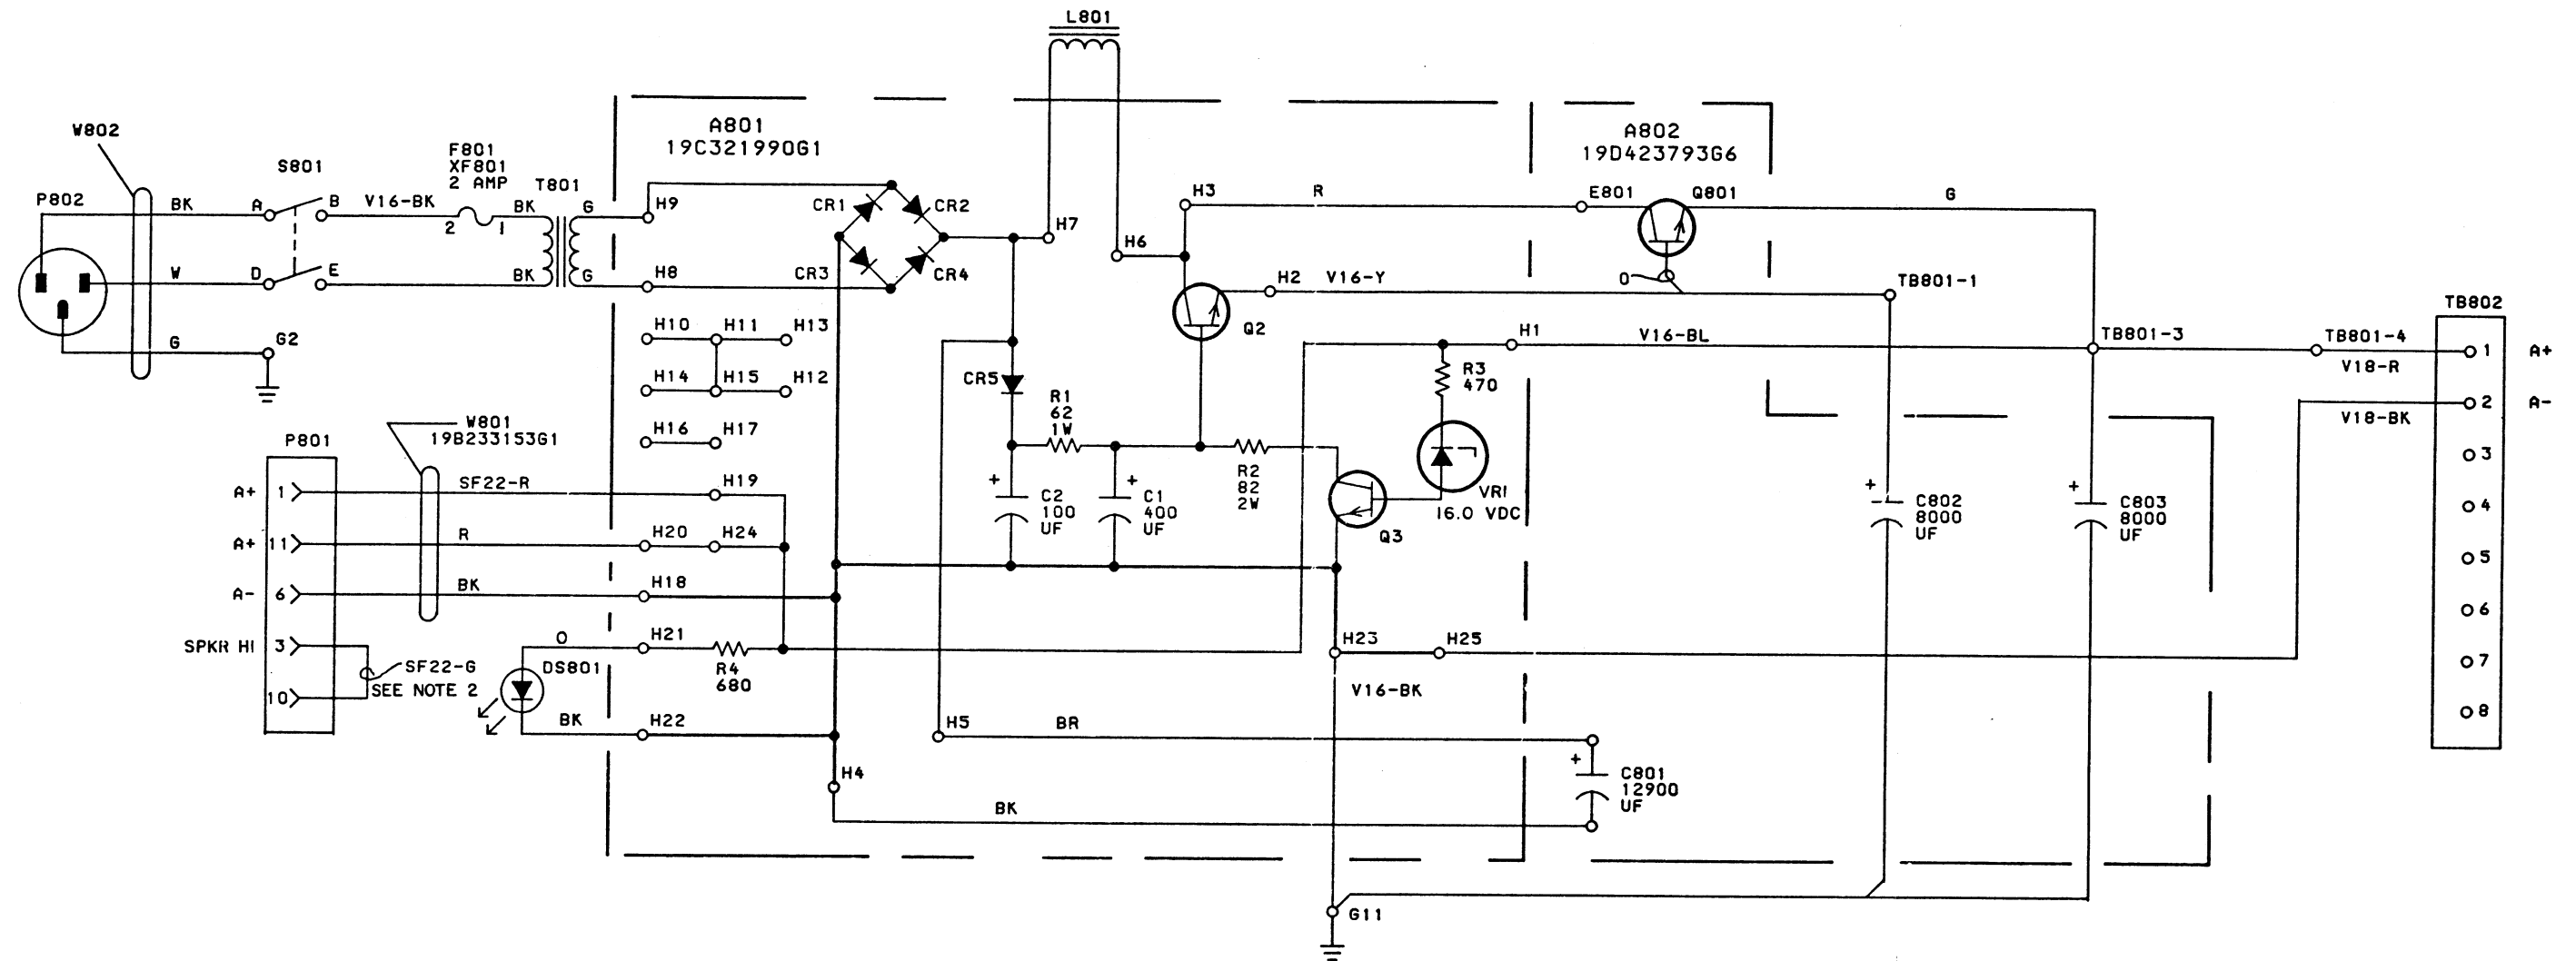 L801
A801
19C321990G1
A802
19D423793G6
W802
P802
S801
F801
XF801
2 AMP
T801
BK
A
B
V16-BK
2
1
BK
G
H9
W
D
E
BK
G
H8
G
G2
CR1
CR2
CR3
CR4
H7
H6
H3
R
E801
Q801
G
H2
V16-Y
O
TB801-1
Q2
H1
V16-BL
TB801-3
TB801-4
V18-R
TB802
1
A+
2
A-
V18-BK
3
4
5
6
7
8
H10
H11
H13
H14
H15
H12
H16
H17
CR5
R1
62
1W
R2
82
2W
R3
470
VR1
16.0 VDC
Q3
+
C2
100
UF
+
C1
400
UF
+
C802
8000
UF
+
C803
8000
UF
W801
19B233153G1
P801
A+
1
SF22-R
H19
A+
11
R
H20
H24
A-
6
BK
H18
SPKR HI
3
10
SF22-G
SEE NOTE 2
O
H21
R4
680
DS801
BK
H22
H4
H5
BR
BK
H23
H25
V16-BK
+
C801
12900
UF
G11